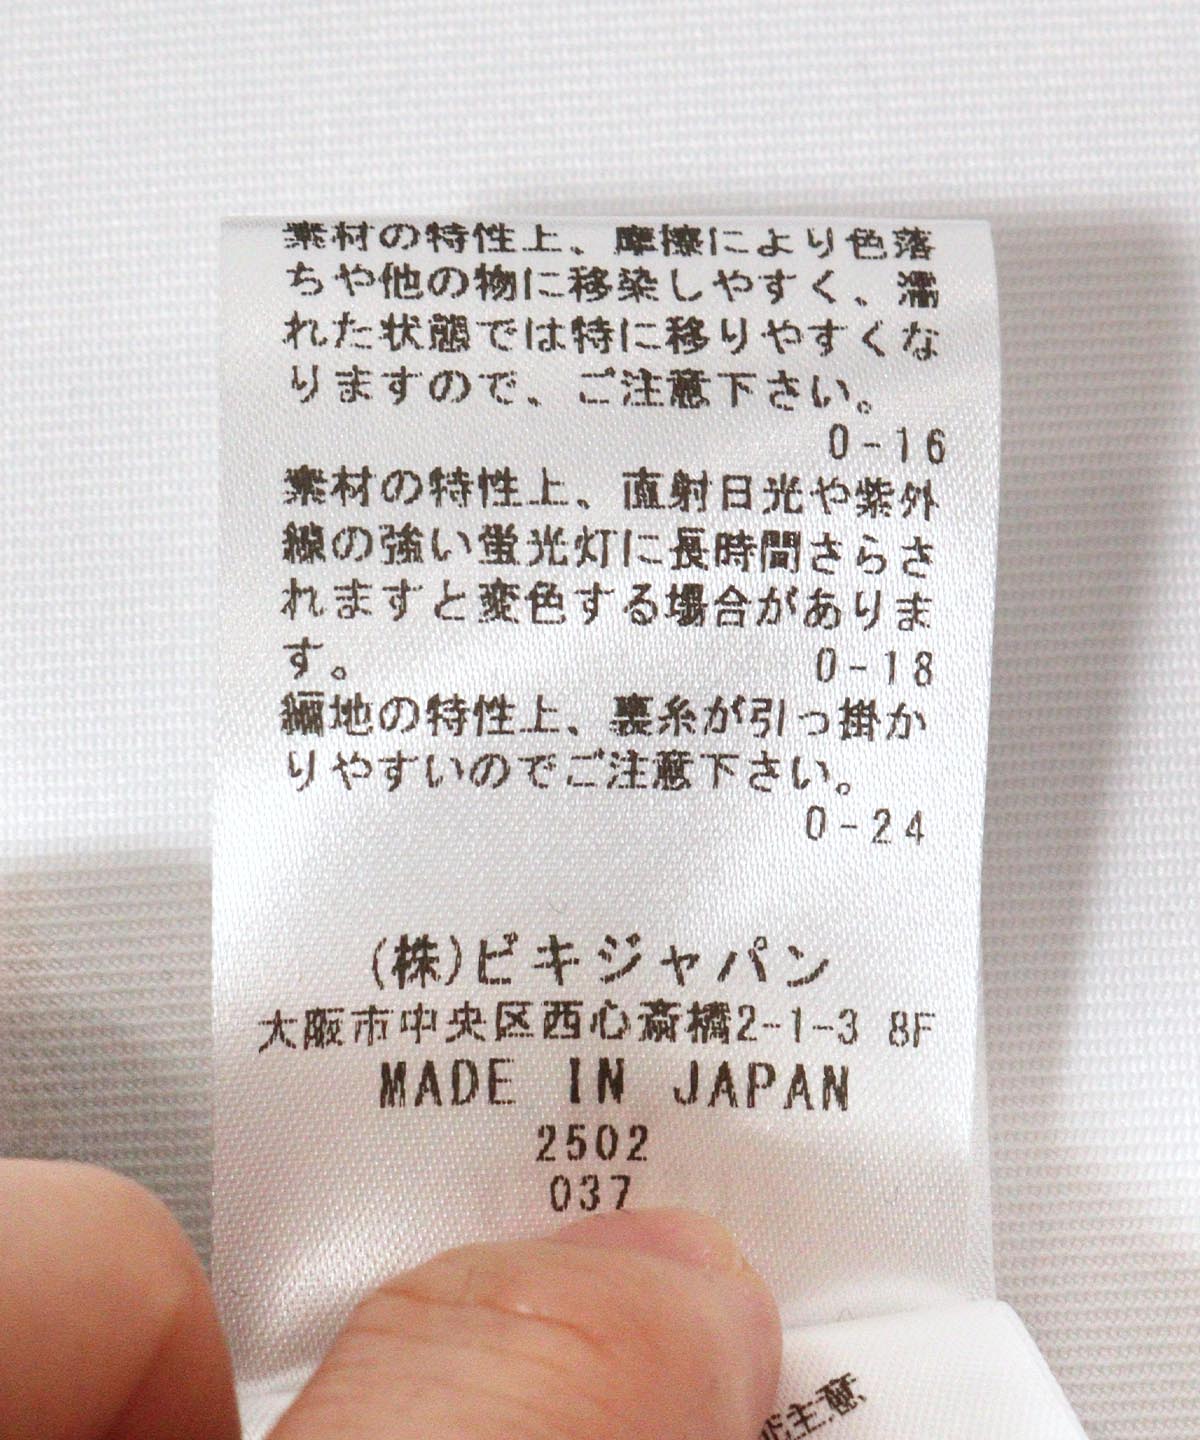 素材の特性上、摩擦により色落
ちや他の物に移染しやすく、濡
れた状態では特に移りやすくな
りますので、ご注意下さい。
0-16
素材の特性上、直射日光や紫外
線の強い蛍光灯に長時間さらさ
れますと変色する場合がありま
す。 0-18
編地の特性上、裏糸が引っ掛か
りやすいのでご注意下さい。
0-24
(株)ビキジャパン
大阪市中央区西心斎橋2-1-3 8F
MADE IN JAPAN
2502
037
注意